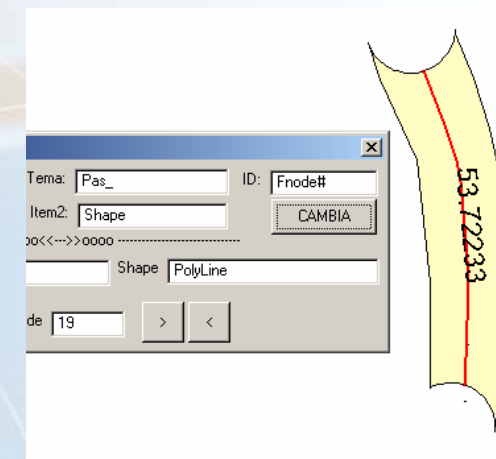 Tema: Pas_ ID: Fnode#
Item2: Shape CAMBIA
oo<<--->>oooo -----------------------------
Shape PolyLine
de 19 > <
53.72233